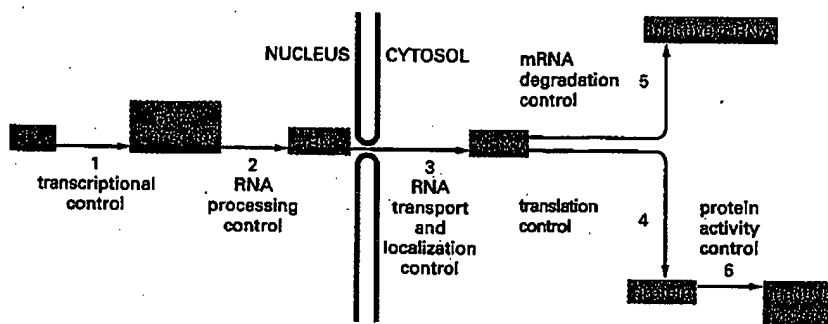 NUCLEUS
CYTOSOL
1
transcriptional
control
2
RNA
processing
control
3
RNA
transport
and
localization
control
mRNA
degradation
control
5
translation
control
4
protein
activity
control
6